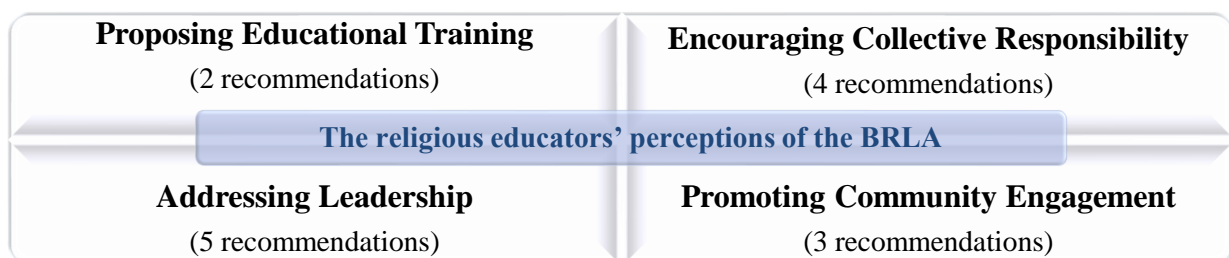 Proposing Educational Training
(2 recommendations)
Encouraging Collective Responsibility
(4 recommendations)
The religious educators’ perceptions of the BRLA
Addressing Leadership
(5 recommendations)
Promoting Community Engagement
(3 recommendations)